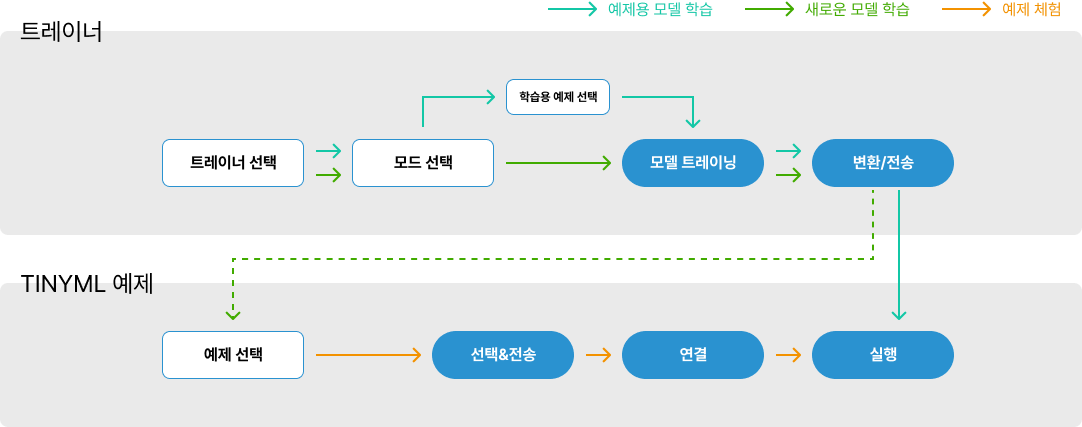 예제용 모델 학습
새로운 모델 학습
예제 체험
트레이너
학습용 예제 선택
트레이너 선택
모드 선택
모델 트레이닝
변환/전송
TINYML 예제
예제 선택
선택&전송
연결
실행